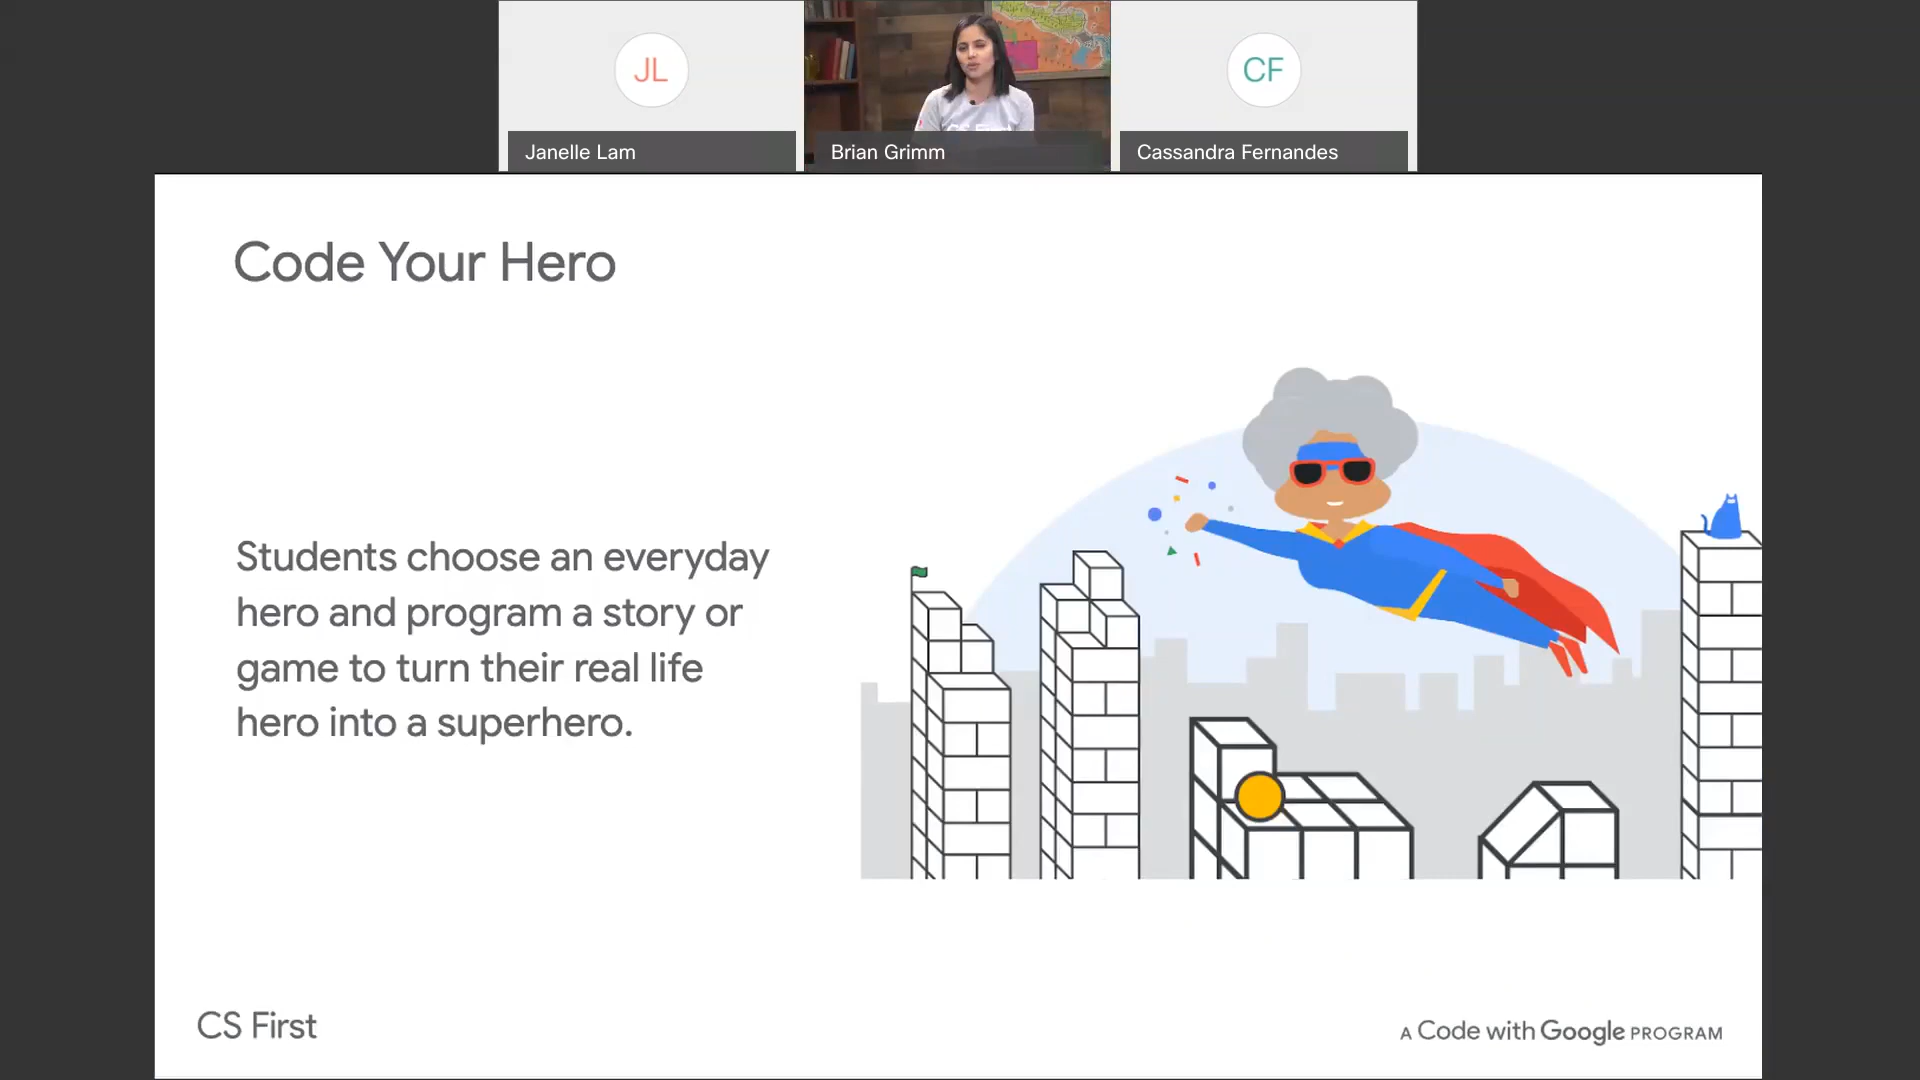 JL
CF
Janelle Lam
Brian Grimm
Cassandra Fernandes
Code Your Hero
Students choose an everyday
hero and program a story or
game to turn their real life
hero into a superhero.
CS First
A Code with Google PROGRAM